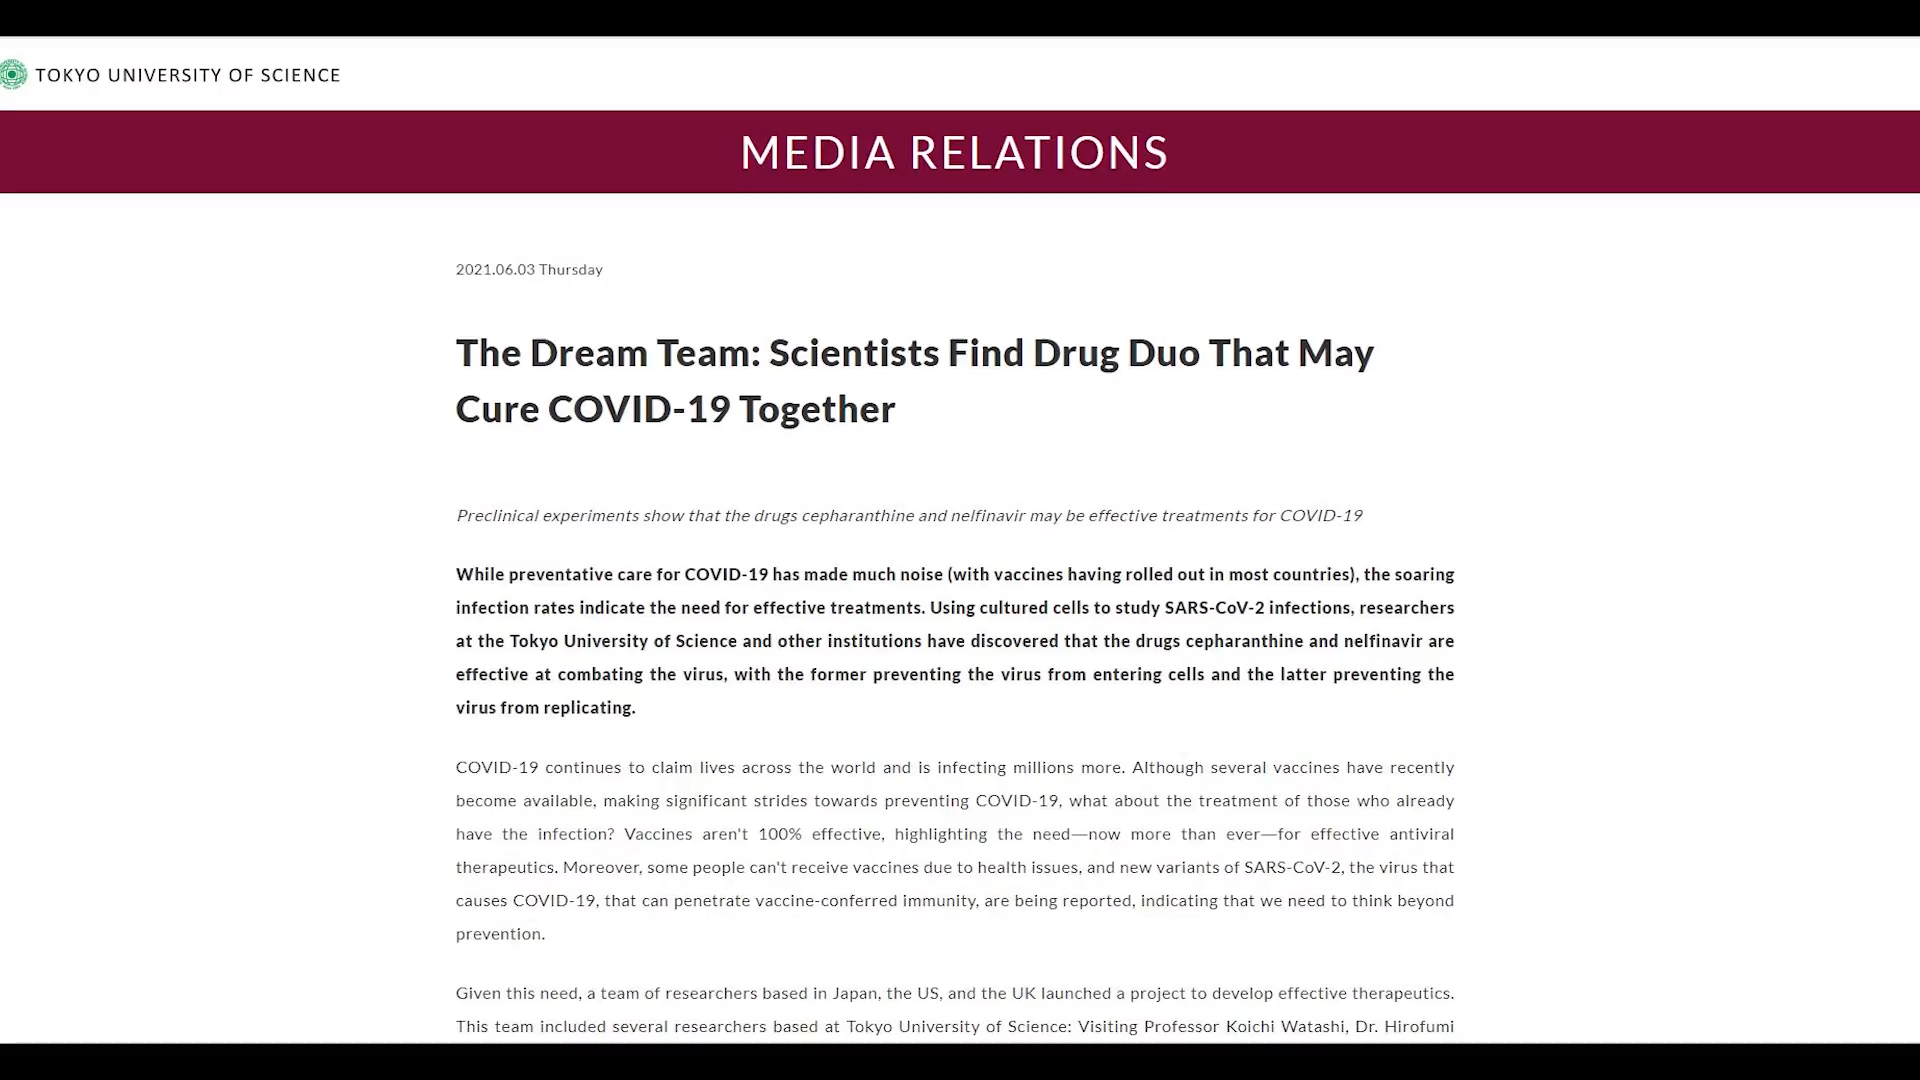 TOKYO UNIVERSITY OF SCIENCE
MEDIA RELATIONS
2021.06.03 Thursday
The Dream Team: Scientists Find Drug Duo That May
Cure COVID-19 Together
Preclinical experiments show that the drugs cepharanthine and nelfinavir may be effective treatments for COVID-19
While preventative care for COVID-19 has made much noise (with vaccines having rolled out in most countries), the soaring
infection rates indicate the need for effective treatments. Using cultured cells to study SARS-CoV-2 infections, researchers
at the Tokyo University of Science and other institutions have discovered that the drugs cepharanthine and nelfinavir are
effective at combating the virus, with the former preventing the virus from entering cells and the latter preventing the
virus from replicating.
COVID-19 continues to claim lives across the world and is infecting millions more. Although several vaccines have recently
become available, making significant strides towards preventing COVID-19, what about the treatment of those who already
have the infection? Vaccines aren't 100% effective, highlighting the need—now more than ever—for effective antiviral
therapeutics. Moreover, some people can't receive vaccines due to health issues, and new variants of SARS-CoV-2, the virus that
causes COVID-19, that can penetrate vaccine-conferred immunity, are being reported, indicating that we need to think beyond
prevention.
Given this need, a team of researchers based in Japan, the US, and the UK launched a project to develop effective therapeutics.
This team included several researchers based at Tokyo University of Science: Visiting Professor Koichi Watashi, Dr. Hirofumi